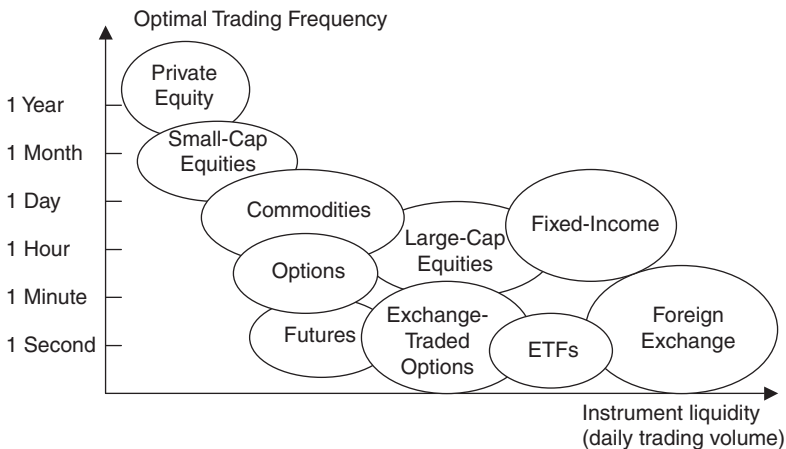 Optimal Trading Frequency
Private
Equity
1 Year
Small-Cap
Equities
1 Month
1 Day
Commodities
Fixed-Income
Large-Cap
Equities
1 Hour
Options
1 Minute
Exchange-
Traded
Options
Futures
ETFs
Foreign
Exchange
1 Second
Instrument liquidity
(daily trading volume)